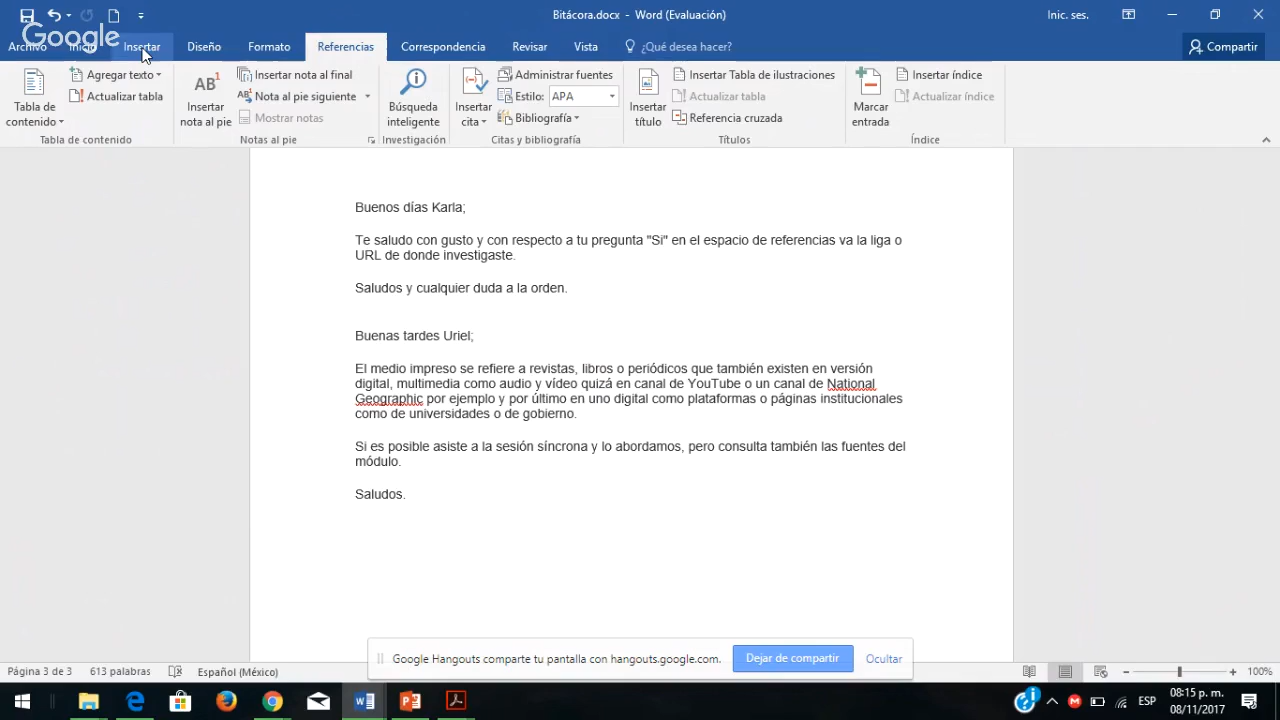 Bitácora.docx - Word (Evaluación)
Inic. ses.
Google
Archivo Inicio Insertar Diseño Formato Referencias Correspondencia Revisar Vista ¿Qué desea hacer? Compartir
Tabla de contenido
Agregar texto
Actualizar tabla
Tabla de contenido
AB1
Insertar nota al pie
Insertar nota al final
Nota al pie siguiente
Mostrar notas
Notas al pie
Búsqueda inteligente
Investigación
Insertar cita
Administrar fuentes
Estilo: APA
Bibliografía
Citas y bibliografía
Insertar título
Insertar Tabla de ilustraciones
Actualizar tabla
Referencia cruzada
Títulos
Marcar entrada
Insertar índice
Actualizar índice
Índice
Buenos días Karla;
Te saludo con gusto y con respecto a tu pregunta "Si" en el espacio de referencias va la liga o
URL de donde investigaste.
Saludos y cualquier duda a la orden.
Buenas tardes Uriel;
El medio impreso se refiere a revistas, libros o periódicos que también existen en versión
digital, multimedia como audio y vídeo quizá en canal de YouTube o un canal de National
Geographic por ejemplo y por último en uno digital como plataformas o páginas institucionales
como de universidades o de gobierno.
Si es posible asiste a la sesión síncrona y lo abordamos, pero consulta también las fuentes del
módulo.
Saludos.
Google Hangouts comparte tu pantalla con hangouts.google.com. Dejar de compartir Ocultar
Página 3 de 3 613 palabras Español (México) 100%
ESP
08:15 p. m.
08/11/2017